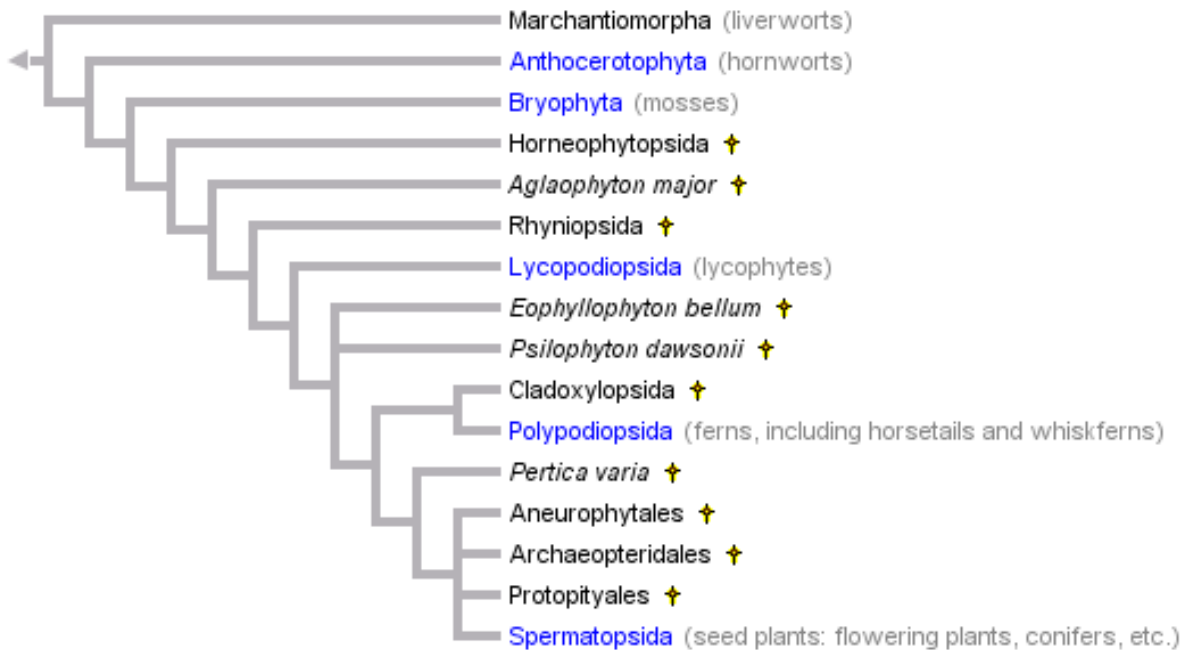 Marchantiomorpha (liverworts)
Anthocerotophyta (hornworts)
Bryophyta (mosses)
Horneophytopsida
Aglaophyton major
Rhyniopsida
Lycopodiopsida (lycophytes)
Eophyllophyton bellum
Psilophyton dawsonii
Cladoxylopsida
Polypodiopsida (ferns, including horsetails and whiskferns)
Pertica varia
Aneurophytales
Archaeopteridales
Protopityales
Spermatopsida (seed plants: flowering plants, conifers, etc.)